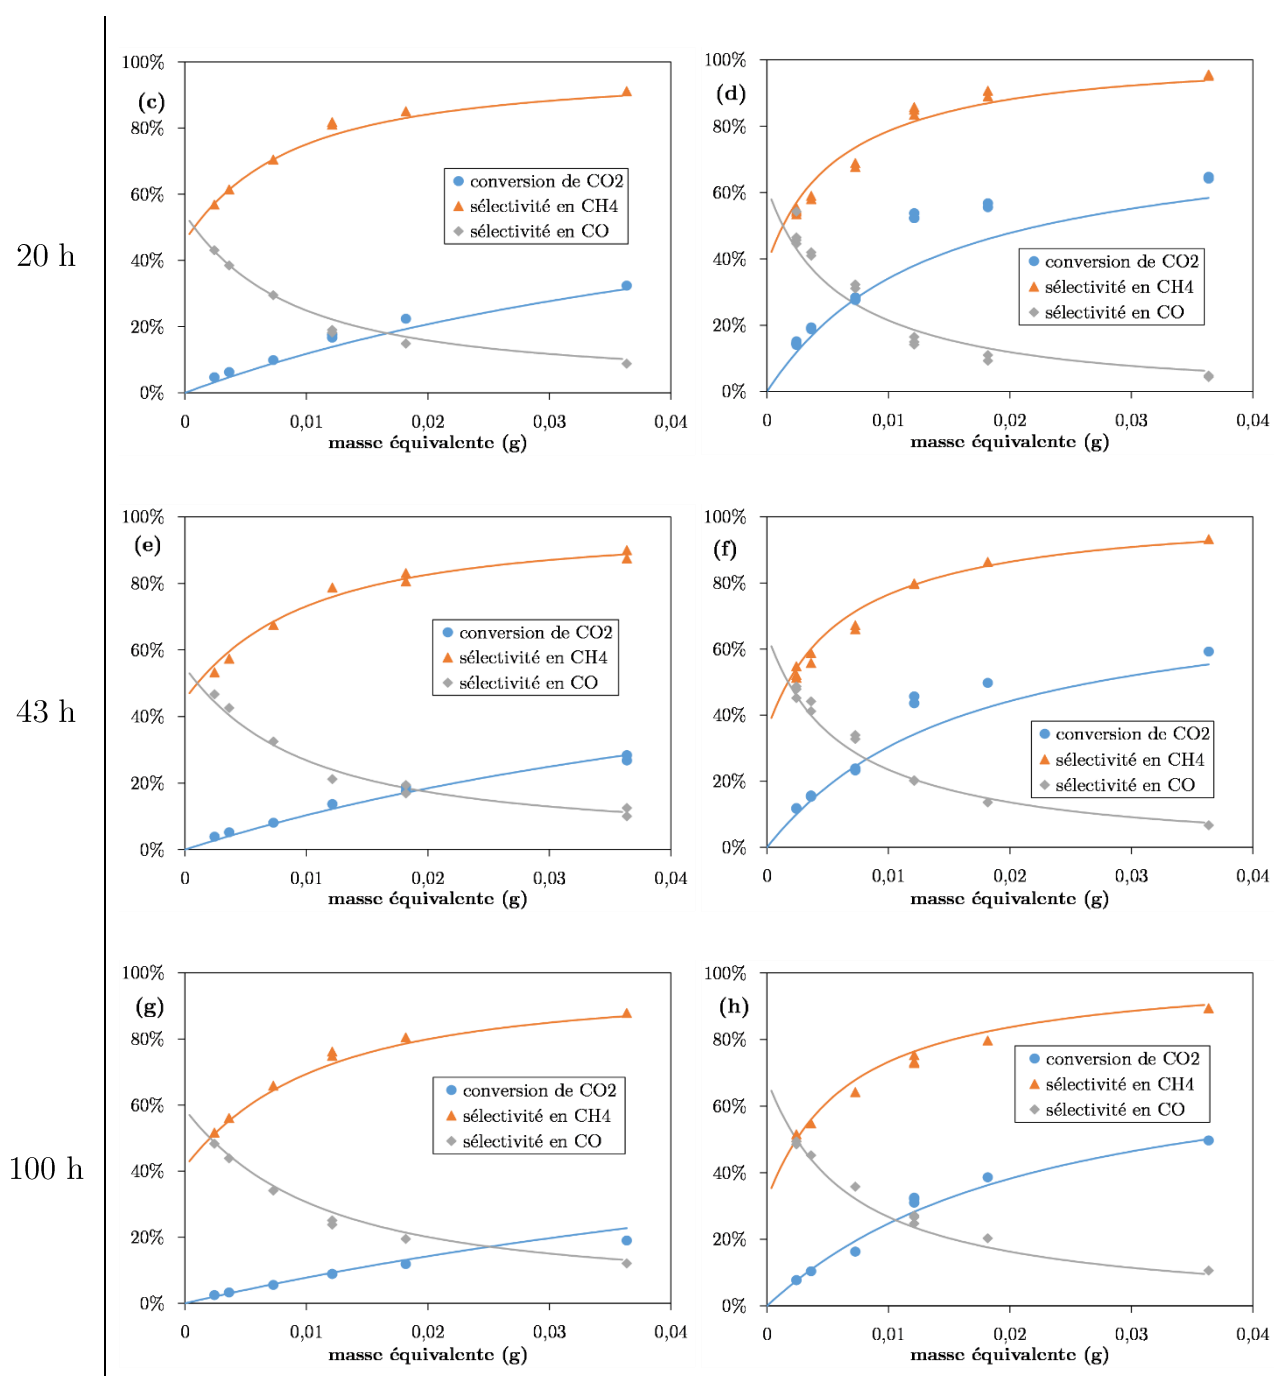 20 h
100%
80%
60%
40%
20%
0%
(c)
conversion de CO2
sélectivité en CH4
sélectivité en CO
0 0,01 0,02 0,03 0,04
masse équivalente (g)
100%
80%
60%
40%
20%
0%
(d)
conversion de CO2
sélectivité en CH4
sélectivité en CO
0 0,01 0,02 0,03 0,04
masse équivalente (g)
43 h
100%
80%
60%
40%
20%
0%
(e)
conversion de CO2
sélectivité en CH4
sélectivité en CO
0 0,01 0,02 0,03 0,04
masse équivalente (g)
100%
80%
60%
40%
20%
0%
(f)
conversion de CO2
sélectivité en CH4
sélectivité en CO
0 0,01 0,02 0,03 0,04
masse équivalente (g)
100 h
100%
80%
60%
40%
20%
0%
(g)
conversion de CO2
sélectivité en CH4
sélectivité en CO
0 0,01 0,02 0,03 0,04
masse équivalente (g)
100%
80%
60%
40%
20%
0%
(h)
conversion de CO2
sélectivité en CH4
sélectivité en CO
0 0,01 0,02 0,03 0,04
masse équivalente (g)